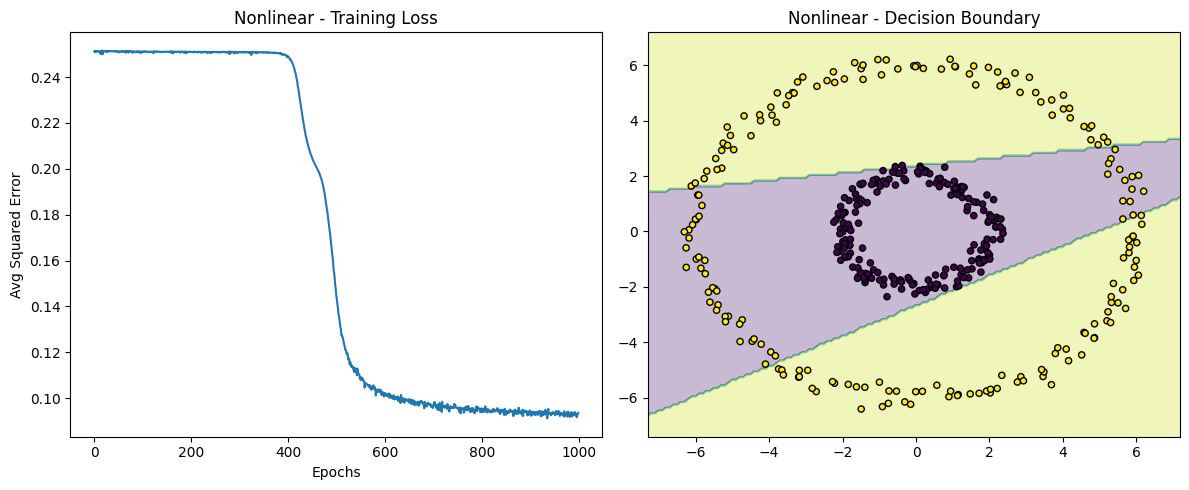 Nonlinear - Training Loss
Avg Squared Error
0.24
0.22
0.20
0.18
0.16
0.14
0.12
0.10
0 200 400 600 800 1000
Epochs
Nonlinear - Decision Boundary
6
4
2
0
−2
−4
−6
−6 −4 −2 0 2 4 6